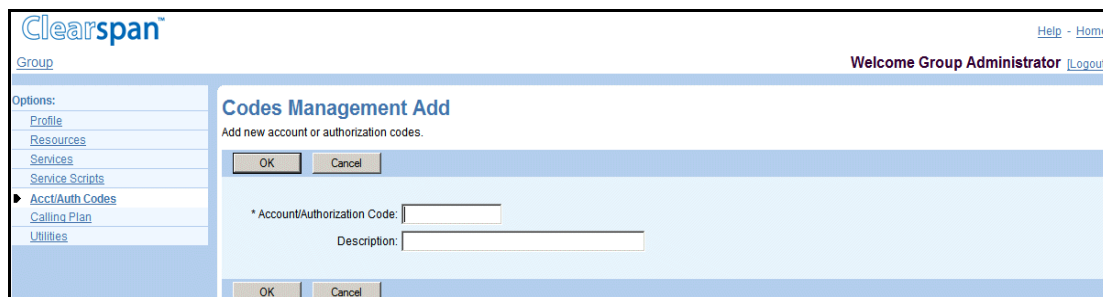 Clearspan™
Help - Home
Group
Welcome Group Administrator [Logout
Options:
Profile
Resources
Services
Service Scripts
Acct/Auth Codes
Calling Plan
Utilities
Codes Management Add
Add new account or authorization codes.
OK Cancel
* Account/Authorization Code:
Description:
OK Cancel